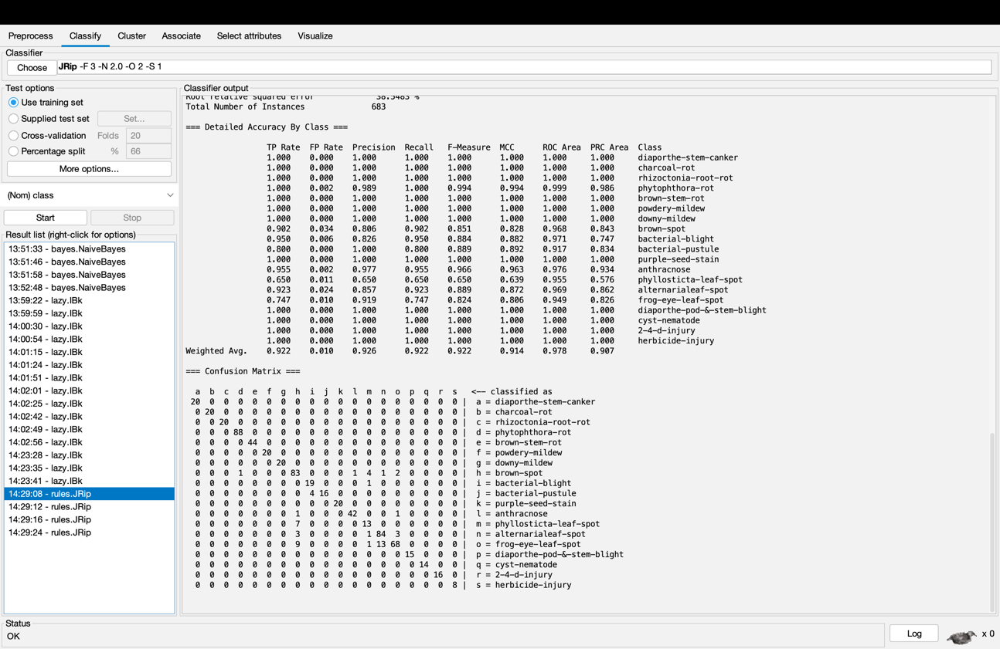 Preprocess Classify Cluster Associate Select attributes Visualize
Classifier
Choose JRip -F 3 -N 2.0 -O 2 -S 1
Test options
Use training set
Supplied test set Set...
Cross-validation Folds 20
Percentage split % 66
More options...
(Nom) class
Start Stop
Result list (right-click for options)
13:51:33 - bayes.NaiveBayes
13:51:46 - bayes.NaiveBayes
13:51:58 - bayes.NaiveBayes
13:52:48 - bayes.NaiveBayes
13:59:22 - lazy.IBk
13:59:59 - lazy.IBk
14:00:30 - lazy.IBk
14:00:54 - lazy.IBk
14:01:15 - lazy.IBk
14:01:24 - lazy.IBk
14:01:51 - lazy.IBk
14:02:01 - lazy.IBk
14:02:25 - lazy.IBk
14:02:42 - lazy.IBk
14:02:49 - lazy.IBk
14:02:56 - lazy.IBk
14:23:28 - lazy.IBk
14:23:35 - lazy.IBk
14:23:41 - lazy.IBk
14:29:08 - rules.JRip
14:29:12 - rules.JRip
14:29:16 - rules.JRip
14:29:24 - rules.JRip
Classifier output
Root relative squared error 38.5483 %
Total Number of Instances 683
=== Detailed Accuracy By Class ===
TP Rate FP Rate Precision Recall F-Measure MCC ROC Area PRC Area Class
1.000 0.000 1.000 1.000 1.000 1.000 1.000 1.000 diaporthe-stem-canker
1.000 0.000 1.000 1.000 1.000 1.000 1.000 1.000 charcoal-rot
1.000 0.000 1.000 1.000 1.000 1.000 1.000 1.000 rhizoctonia-root-rot
1.000 0.002 0.989 1.000 0.994 0.994 0.999 0.986 phytophthora-rot
1.000 0.000 1.000 1.000 1.000 1.000 1.000 1.000 brown-stem-rot
1.000 0.000 1.000 1.000 1.000 1.000 1.000 1.000 powdery-mildew
1.000 0.000 1.000 1.000 1.000 1.000 1.000 1.000 downy-mildew
0.902 0.034 0.806 0.902 0.851 0.828 0.968 0.843 brown-spot
0.950 0.006 0.826 0.950 0.884 0.882 0.971 0.747 bacterial-blight
0.800 0.000 1.000 0.800 0.889 0.892 0.917 0.834 bacterial-pustule
1.000 0.000 1.000 1.000 1.000 1.000 1.000 1.000 purple-seed-stain
0.955 0.002 0.977 0.955 0.966 0.963 0.976 0.934 anthracnose
0.650 0.011 0.650 0.650 0.650 0.639 0.955 0.576 phyllosticta-leaf-spot
0.923 0.024 0.857 0.923 0.889 0.872 0.969 0.862 alternarialeaf-spot
0.747 0.010 0.919 0.747 0.824 0.806 0.949 0.826 frog-eye-leaf-spot
1.000 0.000 1.000 1.000 1.000 1.000 1.000 1.000 diaporthe-pod-&-stem-blight
1.000 0.000 1.000 1.000 1.000 1.000 1.000 1.000 cyst-nematode
1.000 0.000 1.000 1.000 1.000 1.000 1.000 1.000 2-4-d-injury
1.000 0.000 1.000 1.000 1.000 1.000 1.000 1.000 herbicide-injury
Weighted Avg. 0.922 0.010 0.926 0.922 0.922 0.914 0.978 0.907
=== Confusion Matrix ===
a b c d e f g h i j k l m n o p q r s <-- classified as
20 0 0 0 0 0 0 0 0 0 0 0 0 0 0 0 0 0 0 | a = diaporthe-stem-canker
0 20 0 0 0 0 0 0 0 0 0 0 0 0 0 0 0 0 0 | b = charcoal-rot
0 0 20 0 0 0 0 0 0 0 0 0 0 0 0 0 0 0 0 | c = rhizoctonia-root-rot
0 0 0 88 0 0 0 0 0 0 0 0 0 0 0 0 0 0 0 | d = phytophthora-rot
0 0 0 0 44 0 0 0 0 0 0 0 0 0 0 0 0 0 0 | e = brown-stem-rot
0 0 0 0 0 20 0 0 0 0 0 0 0 0 0 0 0 0 0 | f = powdery-mildew
0 0 0 0 0 0 20 0 0 0 0 0 0 0 0 0 0 0 0 | g = downy-mildew
0 0 0 1 0 0 0 83 0 0 0 1 4 1 2 0 0 0 0 | h = brown-spot
0 0 0 0 0 0 0 0 19 0 0 0 1 0 0 0 0 0 0 | i = bacterial-blight
0 0 0 0 0 0 0 0 4 16 0 0 0 0 0 0 0 0 0 | j = bacterial-pustule
0 0 0 0 0 0 0 0 0 0 20 0 0 0 0 0 0 0 0 | k = purple-seed-stain
0 0 0 0 0 0 0 1 0 0 0 42 0 0 1 0 0 0 0 | l = anthracnose
0 0 0 0 0 0 0 7 0 0 0 0 13 0 0 0 0 0 0 | m = phyllosticta-leaf-spot
0 0 0 0 0 0 0 3 0 0 0 0 1 84 3 0 0 0 0 | n = alternarialeaf-spot
0 0 0 0 0 0 0 9 0 0 0 0 1 13 68 0 0 0 0 | o = frog-eye-leaf-spot
0 0 0 0 0 0 0 0 0 0 0 0 0 0 0 15 0 0 0 | p = diaporthe-pod-&-stem-blight
0 0 0 0 0 0 0 0 0 0 0 0 0 0 0 0 14 0 0 | q = cyst-nematode
0 0 0 0 0 0 0 0 0 0 0 0 0 0 0 0 0 16 0 | r = 2-4-d-injury
0 0 0 0 0 0 0 0 0 0 0 0 0 0 0 0 0 0 8 | s = herbicide-injury
Status
OK
Log x 0